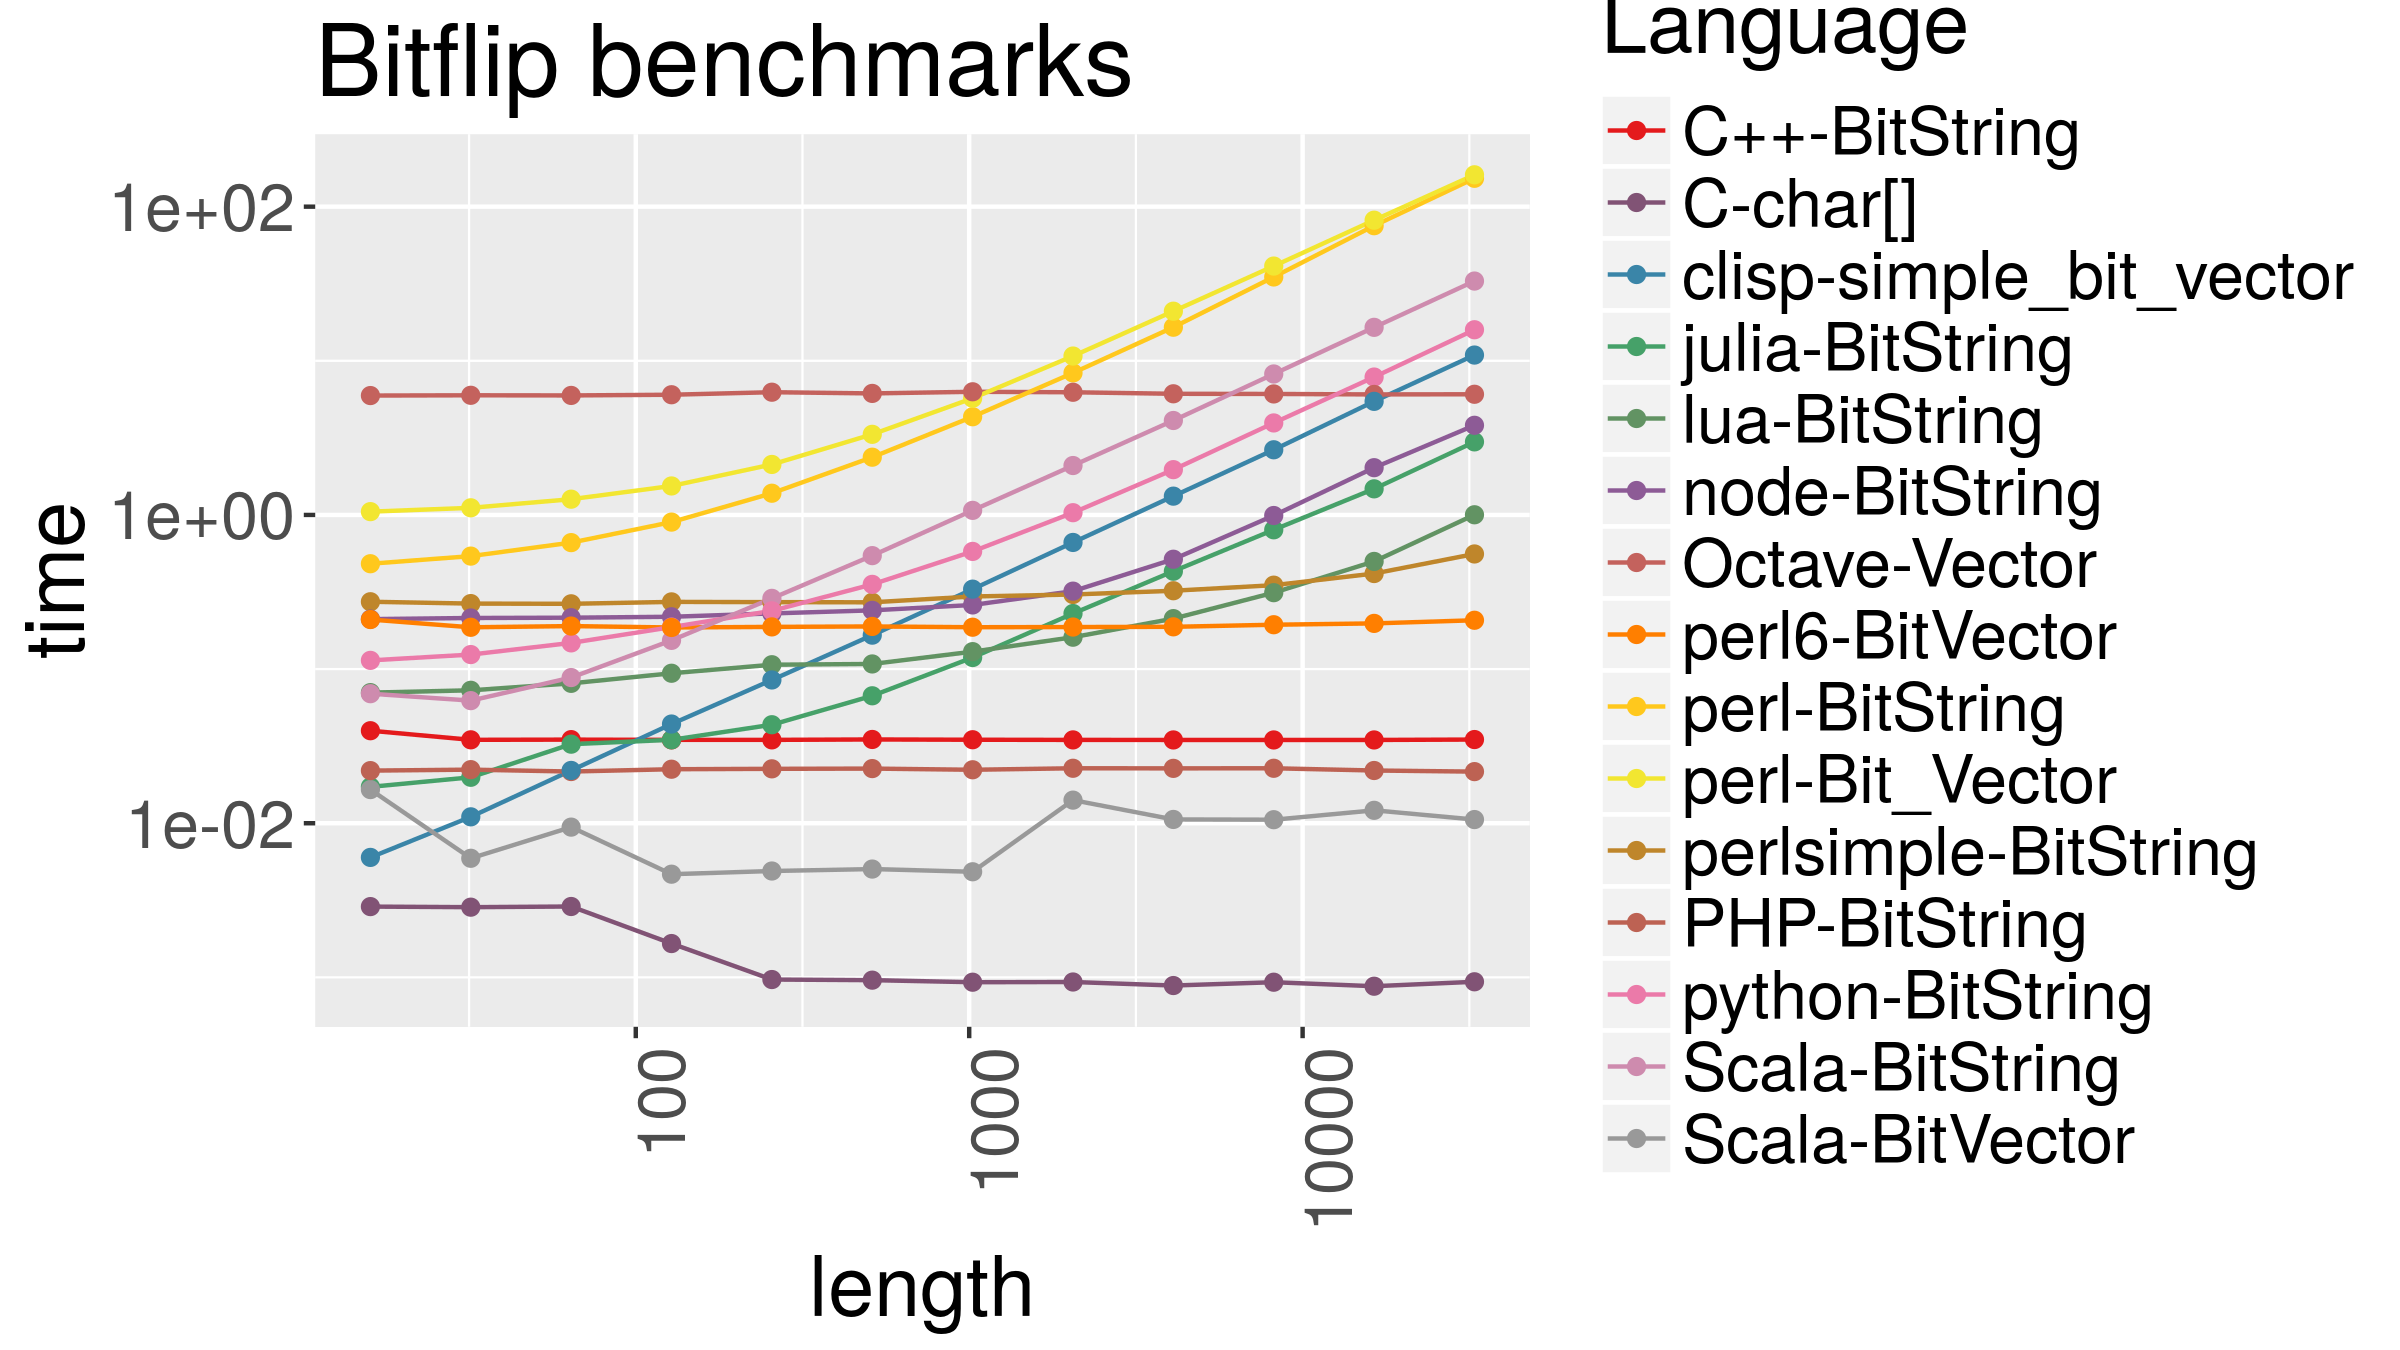 Bitflip benchmarks
time
1e+02
1e+00
1e-02
100
1000
10000
length
Language
C++-BitString
C-char[]
clisp-simple_bit_vector
julia-BitString
lua-BitString
node-BitString
Octave-Vector
perl6-BitVector
perl-BitString
perl-Bit_Vector
perlsimple-BitString
PHP-BitString
python-BitString
Scala-BitString
Scala-BitVector